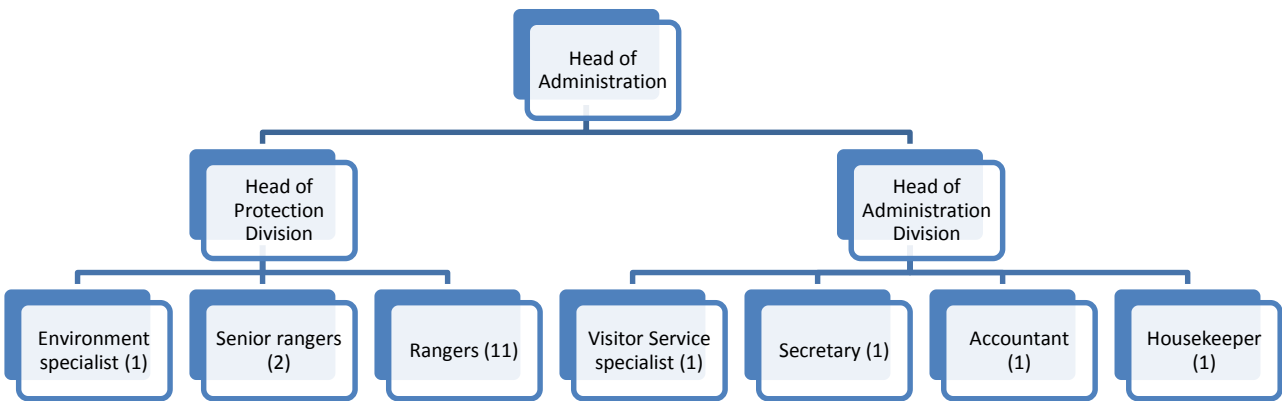 Head of
Administration
Head of
Protection
Division
Head of
Administration
Division
Environment
specialist (1)
Senior rangers
(2)
Rangers (11)
Visitor Service
specialist (1)
Secretary (1)
Accountant
(1)
Housekeeper
(1)